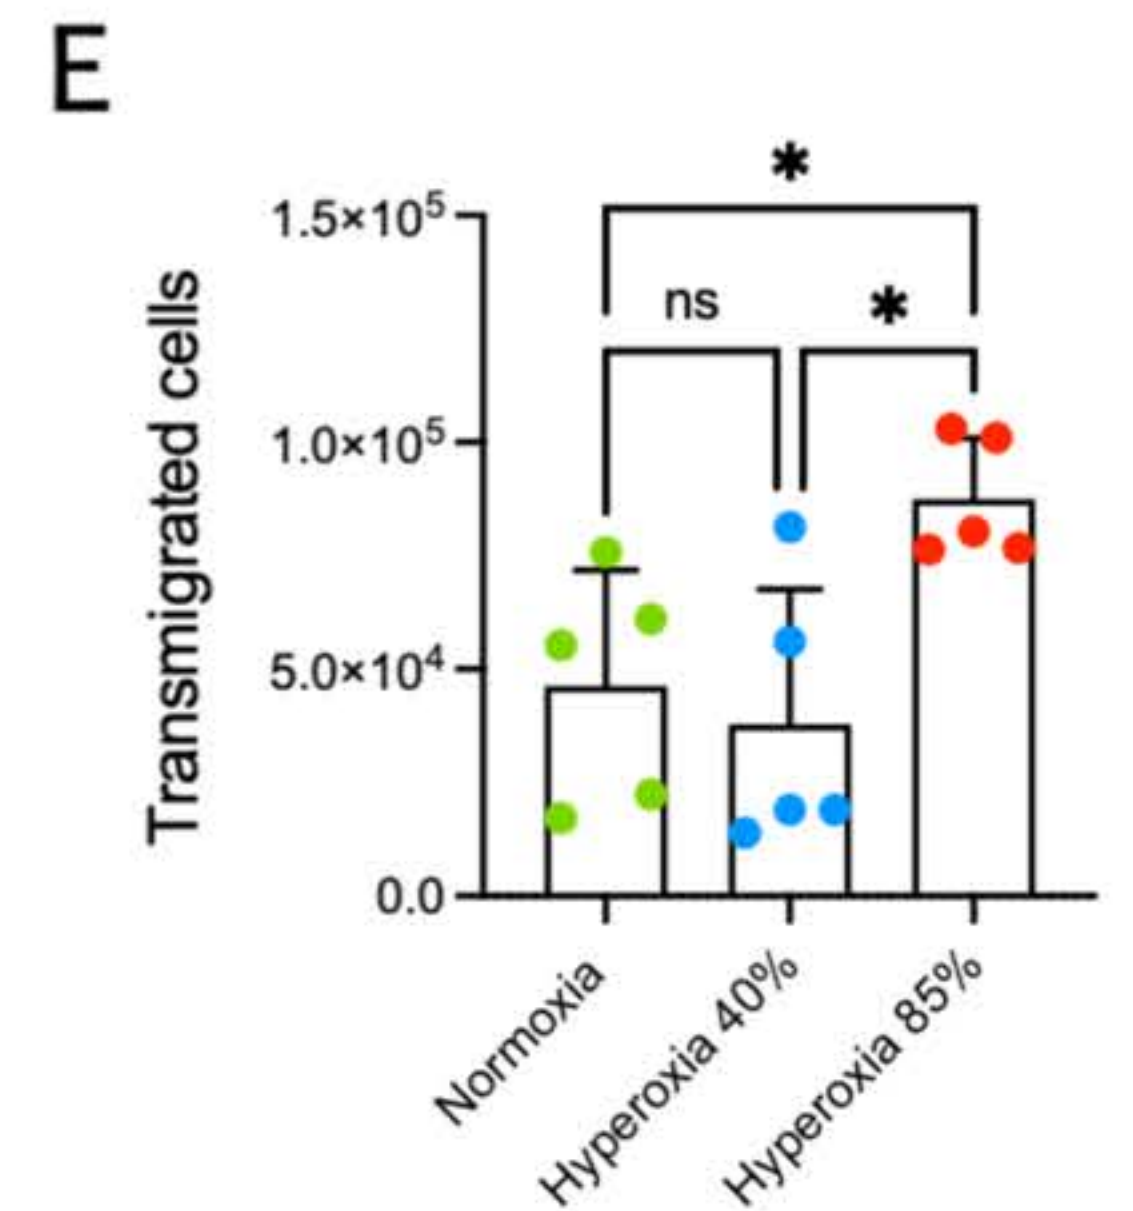 E
*
1.5×10⁵
ns
*
1.0×10⁵
5.0×10⁴
0.0
Transmigrated cells
Normoxia
Hyperoxia 40%
Hyperoxia 85%